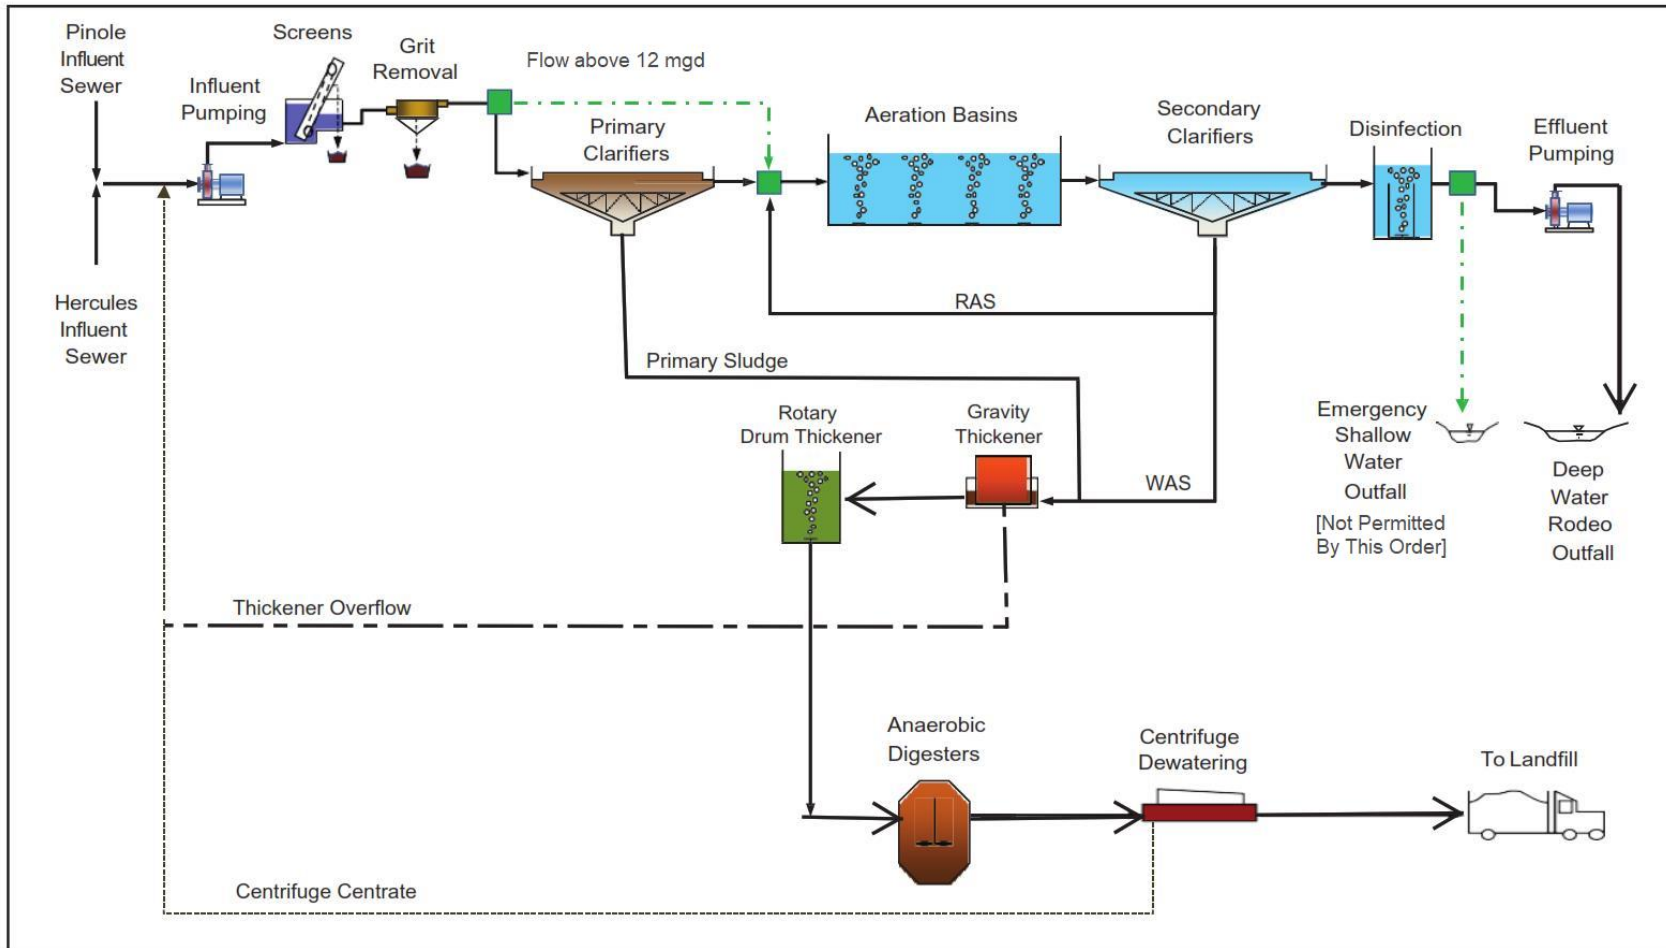 Pinole
Influent
Sewer
Screens
Grit
Removal
Flow above 12 mgd
Influent
Pumping
Primary
Clarifiers
Aeration Basins
Secondary
Clarifiers
Disinfection
Effluent
Pumping
Hercules
Influent
Sewer
RAS
Primary Sludge
Rotary
Drum Thickener
Gravity
Thickener
WAS
Emergency
Shallow
Water
Outfall
[Not Permitted
By This Order]
Deep
Water
Rodeo
Outfall
Thickener Overflow
Anaerobic
Digesters
Centrifuge
Dewatering
To Landfill
Centrifuge Centrate